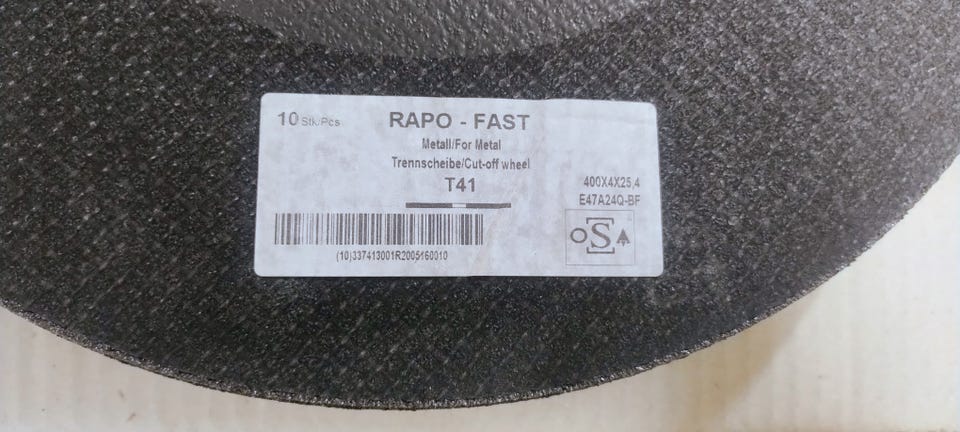 10 Stk/Pcs
RAPO - FAST
Metall/For Metal
Trennscheibe/Cut-off wheel
T41
400X4X25,4
E47A24Q-BF
oSa
(10)337413001R2005160010